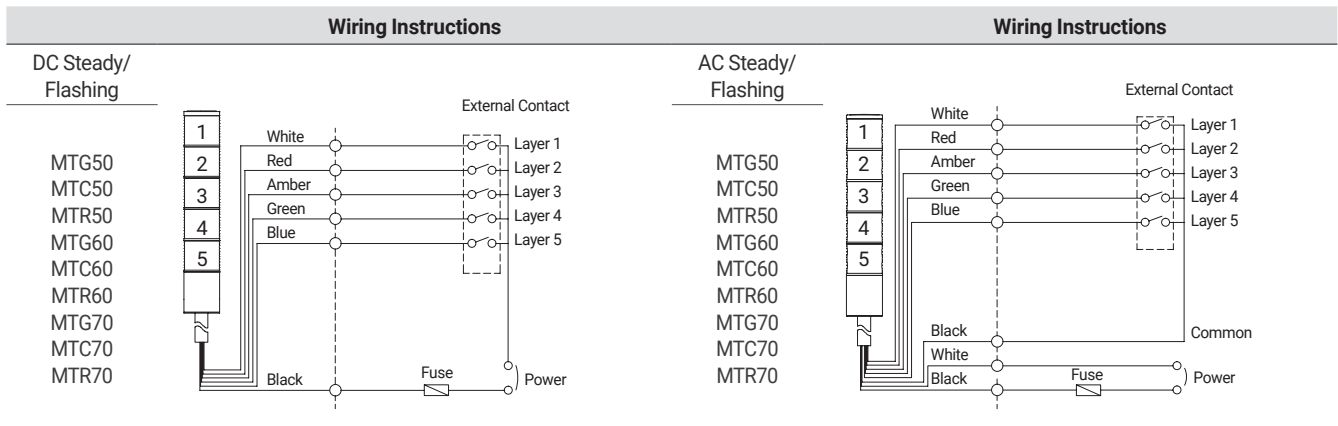 Wiring Instructions
DC Steady/
Flashing
MTG50
MTC50
MTR50
MTG60
MTC60
MTR60
MTG70
MTC70
MTR70
External Contact
1
2
3
4
5
White
Red
Amber
Green
Blue
Layer 1
Layer 2
Layer 3
Layer 4
Layer 5
Black
Fuse
Power
Wiring Instructions
AC Steady/
Flashing
MTG50
MTC50
MTR50
MTG60
MTC60
MTR60
MTG70
MTC70
MTR70
External Contact
1
2
3
4
5
White
Red
Amber
Green
Blue
Layer 1
Layer 2
Layer 3
Layer 4
Layer 5
Black
Common
White
Black
Fuse
Power